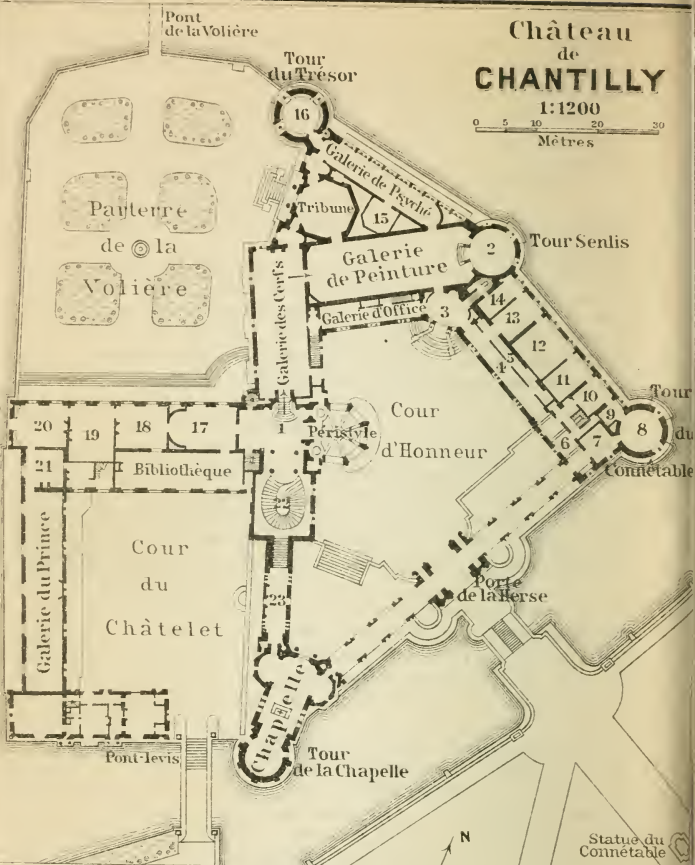 Château
de
CHANTILLY
1:1200
0 5 10 20 30
Mètres
Pont
de la Volière
Tour
du Trésor
16
Galerie de Psyché
Tribune
15
Parterre
de la
Volière
Galerie
de Peinture
2
Tour Senlis
Galerie des Cerfs
Galerie d'Office
3
14
13
12
11
10
9
4
5
6
7
8
Tour
du
Connétable
20
19
18
17
1
Péristyle
Cour
d'Honneur
21
Bibliothèque
22
Galerie du Prince
Cour
du
Châtelet
23
Porte
de la Herse
Chapelle
Pont-levis
Tour
de la Chapelle
N
Statue du
Connétable